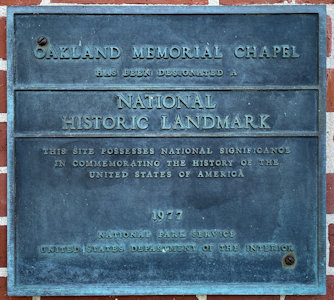 OAKLAND MEMORIAL CHAPEL
HAS BEEN DESIGNATED A
NATIONAL
HISTORIC LANDMARK
THIS SITE POSSESSES NATIONAL SIGNIFICANCE
IN COMMEMORATING THE HISTORY OF THE
UNITED STATES OF AMERICA
1977
NATIONAL PARK SERVICE
UNITED STATES DEPARTMENT OF THE INTERIOR